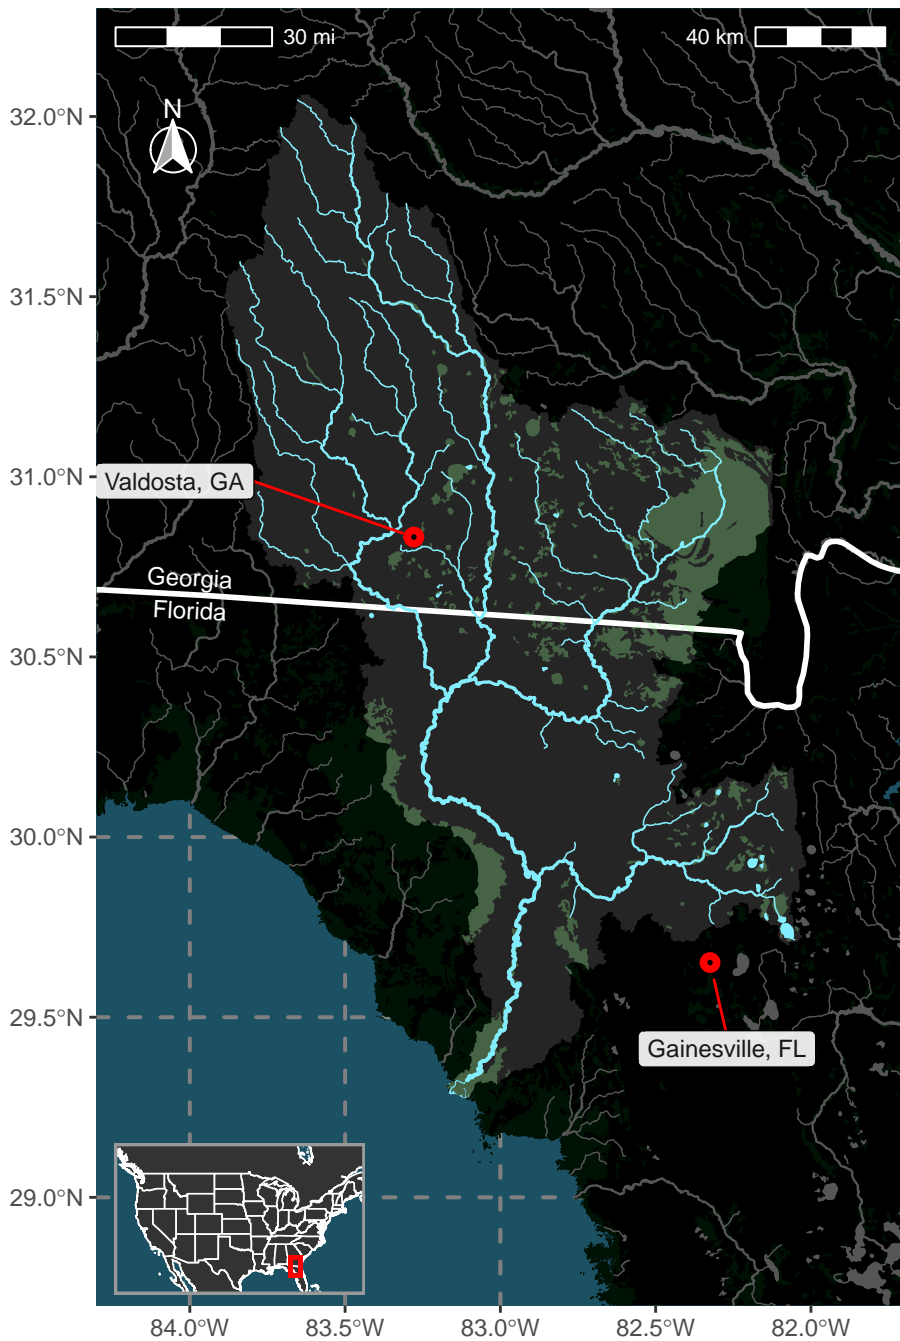 30 mi
40 km
N
32.0°N
31.5°N
31.0°N
Valdosta, GA
Georgia
Florida
30.5°N
30.0°N
29.5°N
Gainesville, FL
29.0°N
84.0°W 83.5°W 83.0°W 82.5°W 82.0°W